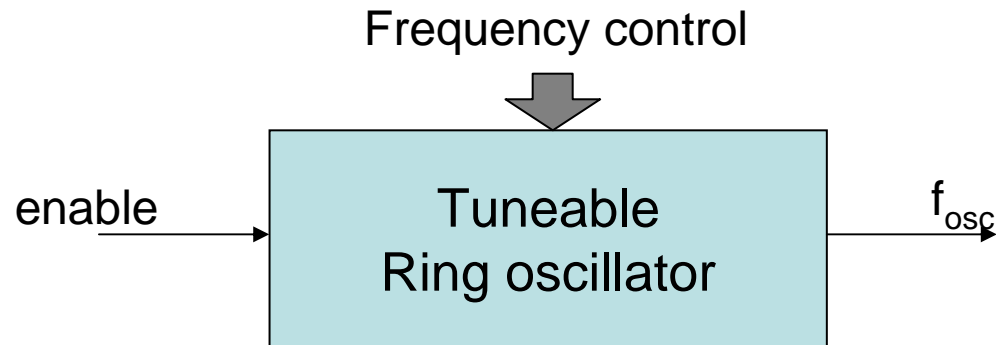 Frequency control
enable
Tuneable
Ring oscillator
fosc